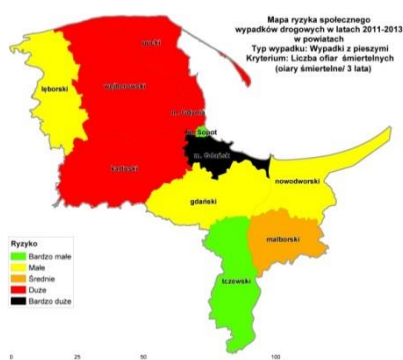 Mapa ryzyka społecznego
wypadków drogowych w latach 2011-2013
w powiatach
Typ wypadku: Wypadki z pieszymi
Kryterium: Liczba ofiar śmiertelnych
(oiary śmiertelne/ 3 lata)
pucki
wejherowski
lęborski
m. Gdynia
m. Sopot
m. Gdańsk
kartuski
nowodworski
gdański
malborski
tczewski
Ryzyko
Bardzo małe
Małe
Średnie
Duże
Bardzo duże
0 25 50 100